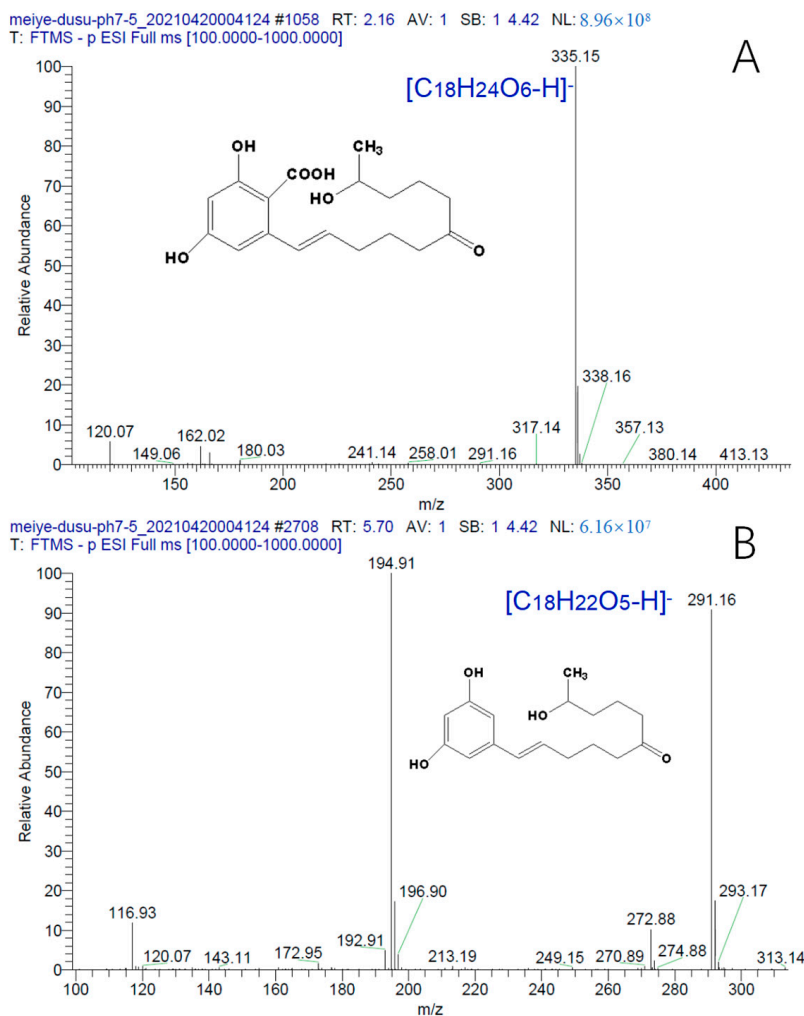 meiye-dusu-ph7-5_20210420004124 #1058 RT: 2.16 AV: 1 SB: 1 4.42 NL: 8.96×10⁸
T: FTMS - p ESI Full ms [100.0000-1000.0000]
A
[C18H24O6-H]-
335.15
OH
COOH
CH3
HO
HO
O
338.16
317.14
357.13
120.07
162.02
149.06
180.03
241.14
258.01
291.16
380.14
413.13
100
90
80
70
60
50
40
30
20
10
0
Relative Abundance
150 200 250 300 350 400
m/z
meiye-dusu-ph7-5_20210420004124 #2708 RT: 5.70 AV: 1 SB: 1 4.42 NL: 6.16×10⁷
T: FTMS - p ESI Full ms [100.0000-1000.0000]
B
194.91
[C18H22O5-H]-
291.16
OH
CH3
HO
HO
O
116.93
120.07
143.11
172.95
192.91
196.90
213.19
249.15
270.89
272.88
274.88
293.17
313.14
100
90
80
70
60
50
40
30
20
10
0
Relative Abundance
100 120 140 160 180 200 220 240 260 280 300
m/z